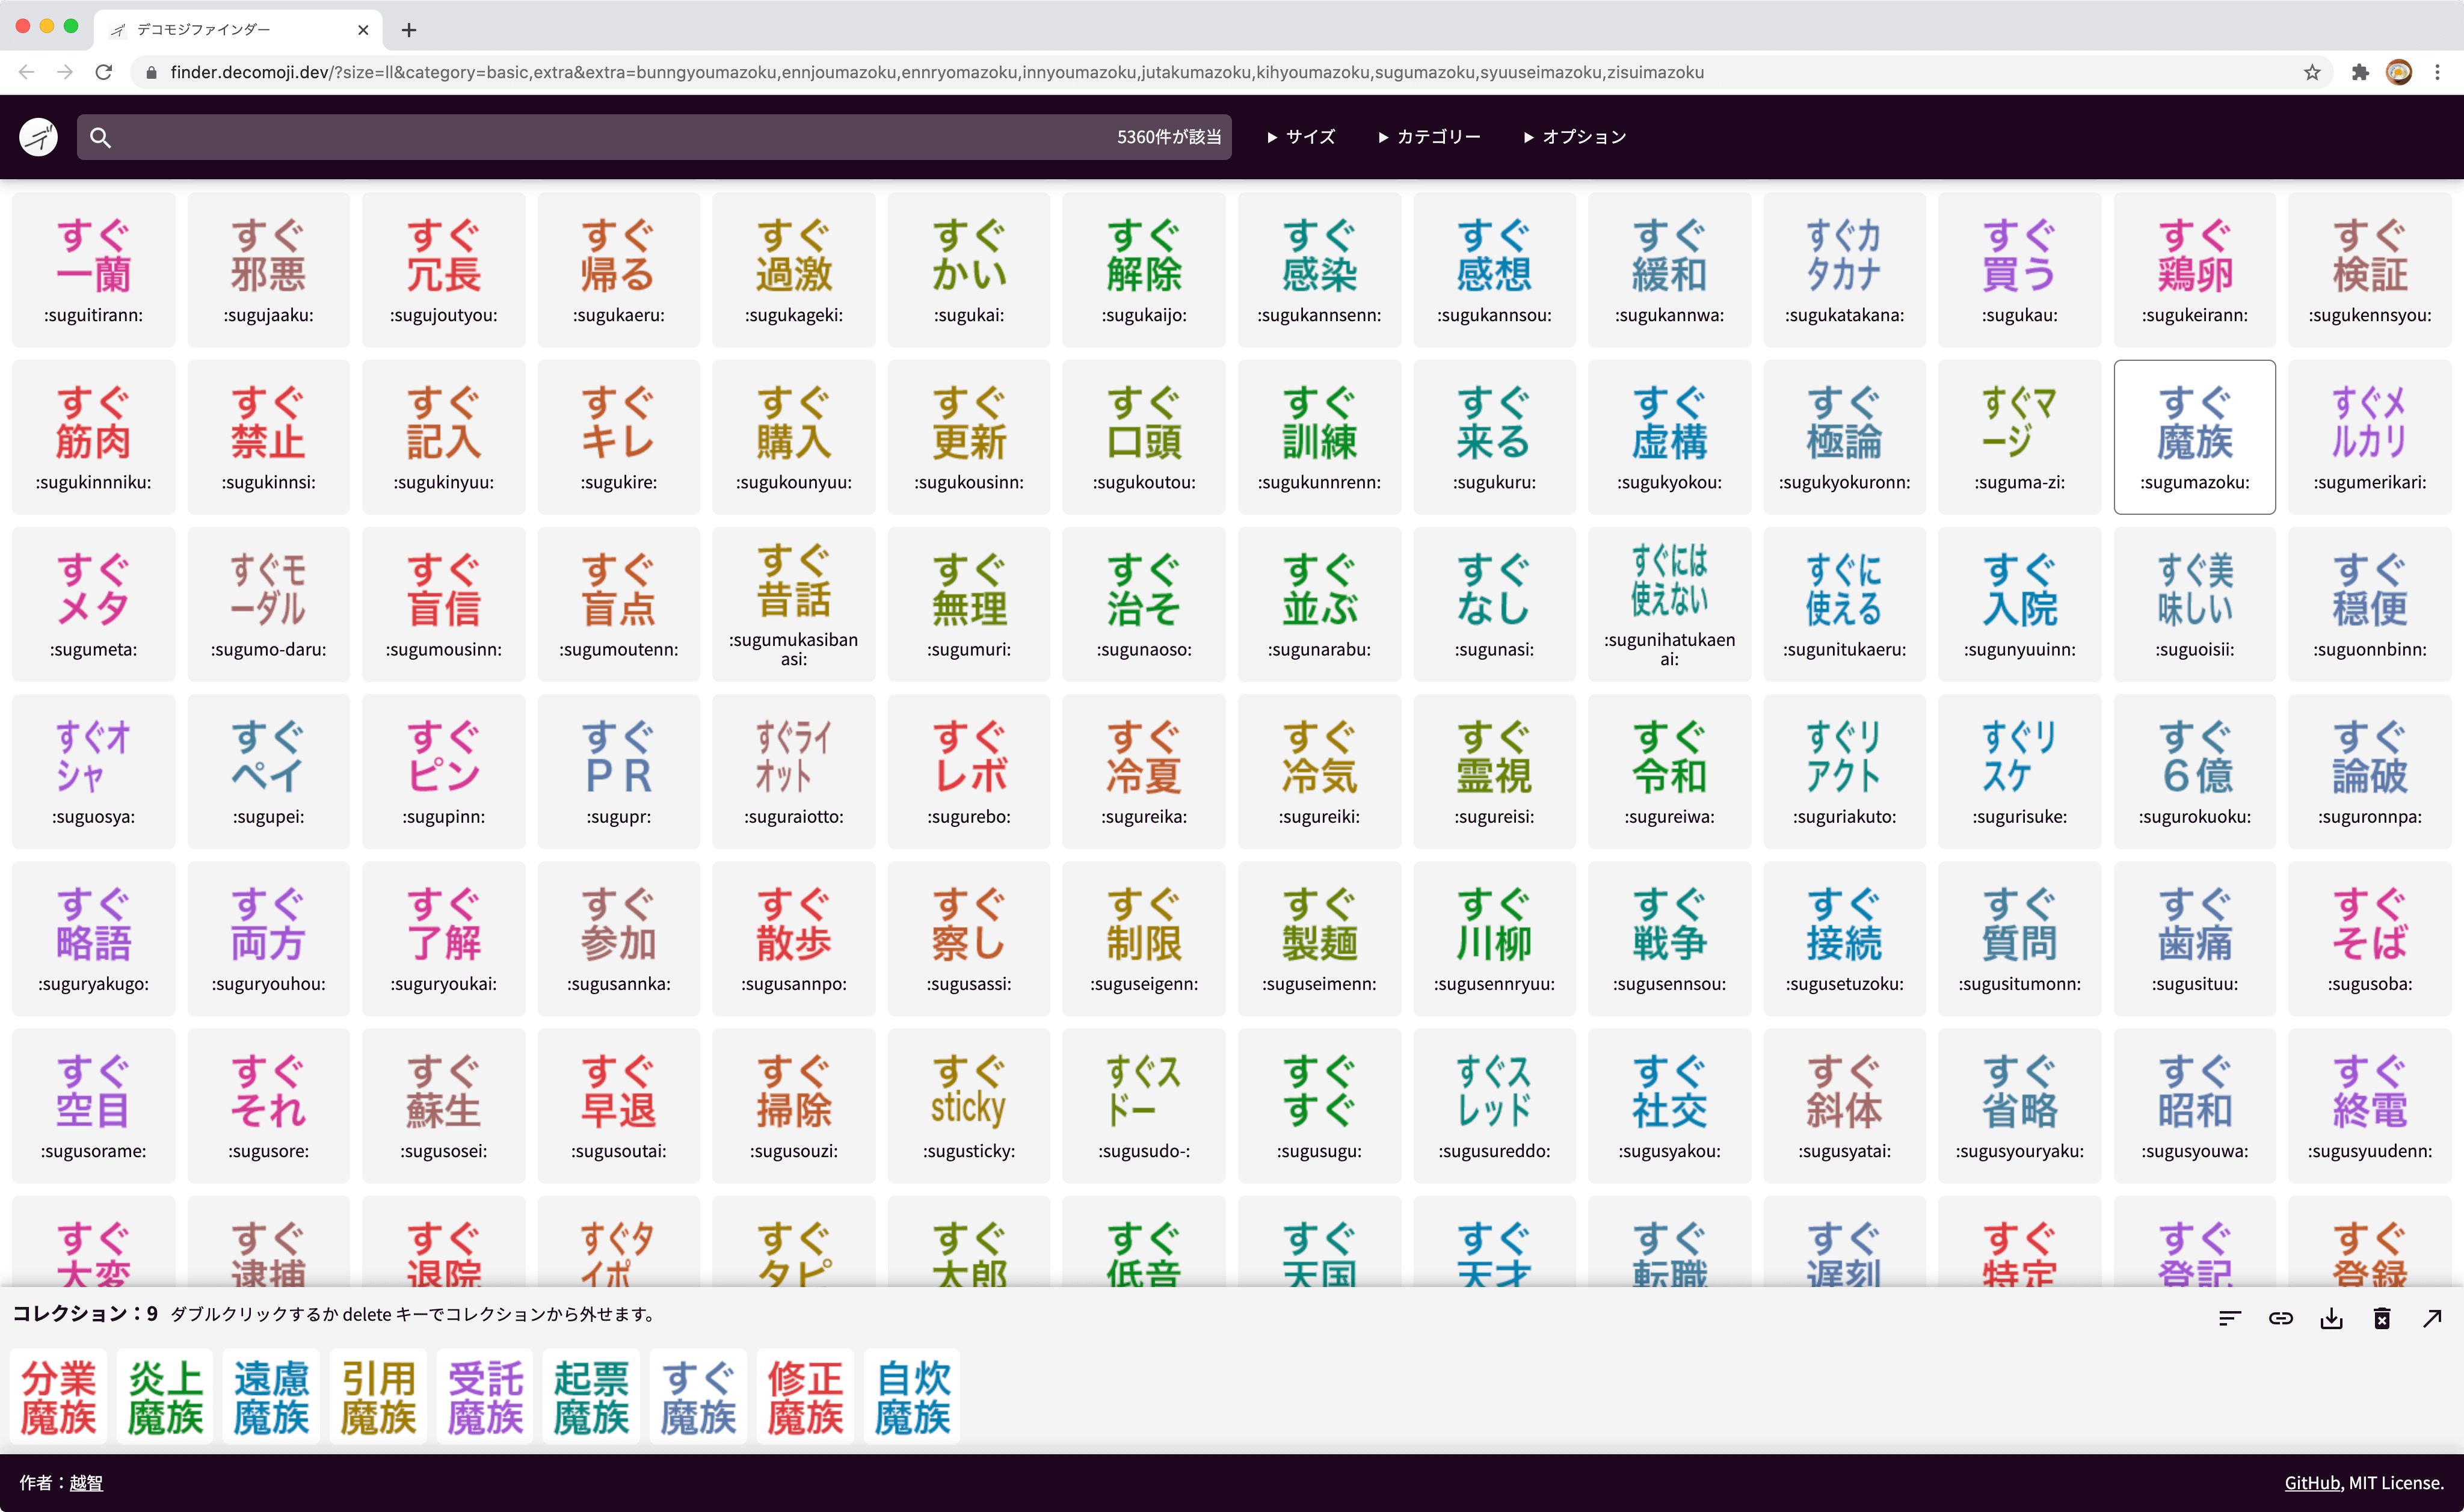 デコモジファインダー
finder.decomoji.dev/?size=ll&category=basic,extra&extra=bunngyoumazoku,ennjoumazoku,ennryomazoku,innyoumazoku,jutakumazoku,kihyoumazoku,sugumazoku,syuuseimazoku,zisuimazoku
デ 5360件が該当 ▶ サイズ ▶ カテゴリー ▶ オプション
すぐ すぐ すぐ すぐ すぐ すぐ すぐ すぐ すぐ すぐ すぐカ すぐ すぐ すぐ
一蘭 邪悪 冗長 帰る 過激 かい 解除 感染 感想 緩和 タカナ 買う 鶏卵 検証
:suguitirann: :sugujaaku: :sugujoutyou: :sugukaeru: :sugukageki: :sugukai: :sugukaijo: :sugukannsenn: :sugukannsou: :sugukannwa: :sugukatakana: :sugukau: :sugukeirann: :sugukennsyou:
すぐ すぐ すぐ すぐ すぐ すぐ すぐ すぐ すぐ すぐ すぐ すぐマ すぐ すぐメ
筋肉 禁止 記入 キレ 購入 更新 口頭 訓練 来る 虚構 極論 ージ 魔族 ルカリ
:sugukinnniku: :sugukinnsi: :sugukinyuu: :sugukire: :sugukounyuu: :sugukousinn: :sugukoutou: :sugukunnrenn: :sugukuru: :sugukyokou: :sugukyokuronn: :suguma-zi: :sugumazoku: :sugumerikari:
すぐ すぐモ すぐ すぐ すぐ すぐ すぐ すぐ すぐ すぐには すぐに すぐ すぐ美 すぐ
メタ ーダル 盲信 盲点 昔話 無理 治そ 並ぶ なし 使えない 使える 入院 味しい 穏便
:sugumeta: :sugumo-daru: :sugumousinn: :sugumoutenn: :sugumukasiban :sugumuri: :sugunaoso: :sugunarabu: :sugunasi: :sugunihatukaen :sugunitukaeru: :sugunyuuinn: :suguoisii: :suguonnbinn:
asi: ai:
すぐオ すぐ すぐ すぐ すぐライ すぐ すぐ すぐ すぐ すぐ すぐリ すぐリ すぐ すぐ
シャ ペイ ピン ＰＲ オット レボ 冷夏 冷気 霊視 令和 アクト スケ ６億 論破
:suguosya: :sugupei: :sugupinn: :sugupr: :suguraiotto: :sugurebo: :sugureika: :sugureiki: :sugureisi: :sugureiwa: :suguriakuto: :sugurisuke: :sugurokuoku: :suguronnpa:
すぐ すぐ すぐ すぐ すぐ すぐ すぐ すぐ すぐ すぐ すぐ すぐ すぐ すぐ
略語 両方 了解 参加 散歩 察し 制限 製麺 川柳 戦争 接続 質問 歯痛 そば
:suguryakugo: :suguryouhou: :suguryoukai: :sugusannka: :sugusannpo: :sugusassi: :suguseigenn: :suguseimenn: :sugusennryuu: :sugusennsou: :sugusetuzoku: :sugusitumonn: :sugusituu: :sugusoba:
すぐ すぐ すぐ すぐ すぐ すぐ すぐス すぐ すぐス すぐ すぐ すぐ すぐ すぐ
空目 それ 蘇生 早退 掃除 sticky ドー すぐ レッド 社交 斜体 省略 昭和 終電
:sugusorame: :sugusore: :sugusosei: :sugusoutai: :sugusouzi: :sugusticky: :sugusudo-: :sugusugu: :sugusureddo: :sugusyakou: :sugusyatai: :sugusyouryaku: :sugusyouwa: :sugusyuudenn:
すぐ すぐ すぐ すぐタ すぐ すぐ すぐ すぐ すぐ すぐ すぐ すぐ すぐ すぐ
大変 逮捕 退院 イポ タピ 太郎 低音 天国 天才 転職 遅刻 特定 登記 登録
コレクション：9 ダブルクリックするか delete キーでコレクションから外せます。
分業 炎上 遠慮 引用 受託 起票 すぐ 修正 自炊
魔族 魔族 魔族 魔族 魔族 魔族 魔族 魔族 魔族
作者：越智 GitHub, MIT License.